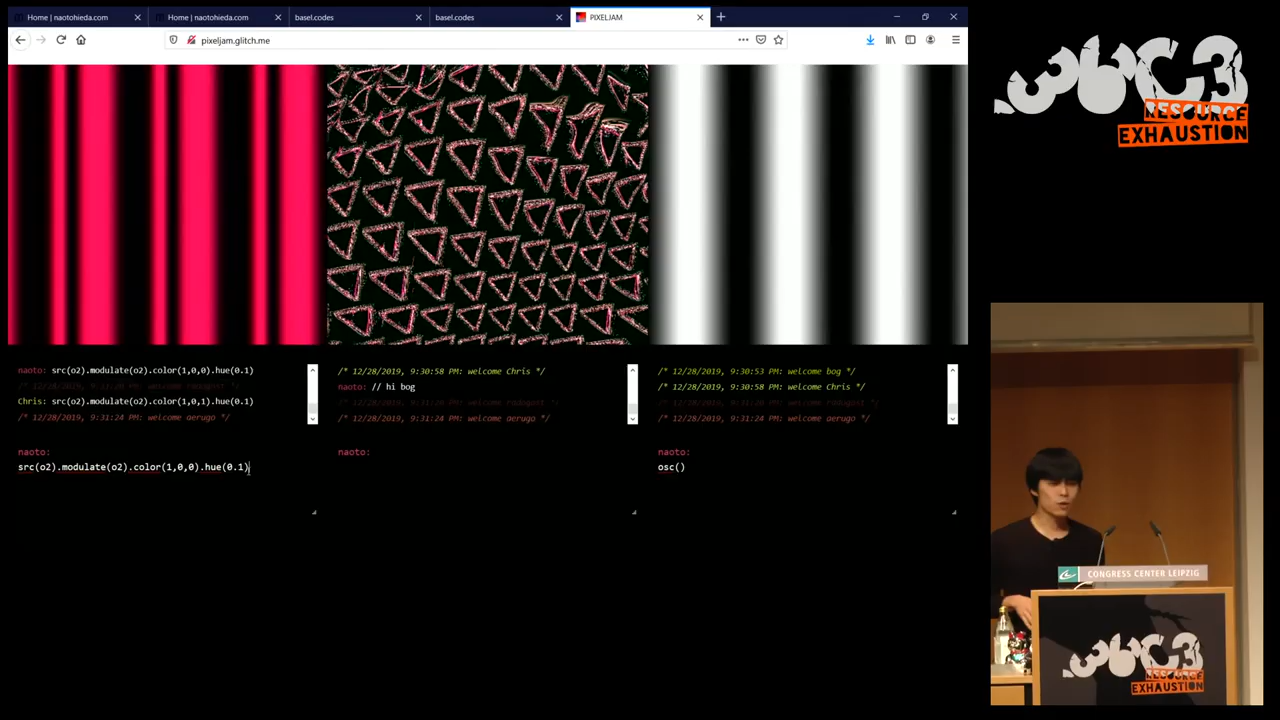 Home | naotohieda.com
Home | naotohieda.com
basel.codes
basel.codes
PIXELJAM
pixeljam.glitch.me
36C3
RESOURCE
EXHAUSTION
naoto: src(o2).modulate(o2).color(1,0,0).hue(0.1)
Chris: src(o2).modulate(o2).color(1,0,1).hue(0.1)
/* 12/28/2019, 9:31:24 PM: welcome aerugo */
naoto:
src(o2).modulate(o2).color(1,0,0).hue(0.1)
/* 12/28/2019, 9:30:58 PM: welcome Chris */
naoto: // hi bog
/* 12/28/2019, 9:31:24 PM: welcome aerugo */
naoto:
/* 12/28/2019, 9:30:53 PM: welcome bog */
/* 12/28/2019, 9:30:58 PM: welcome Chris */
/* 12/28/2019, 9:31:24 PM: welcome aerugo */
naoto:
osc()
CONGRESS CENTER LEIPZIG
36C3
RESOURCE
EXHAUSTION